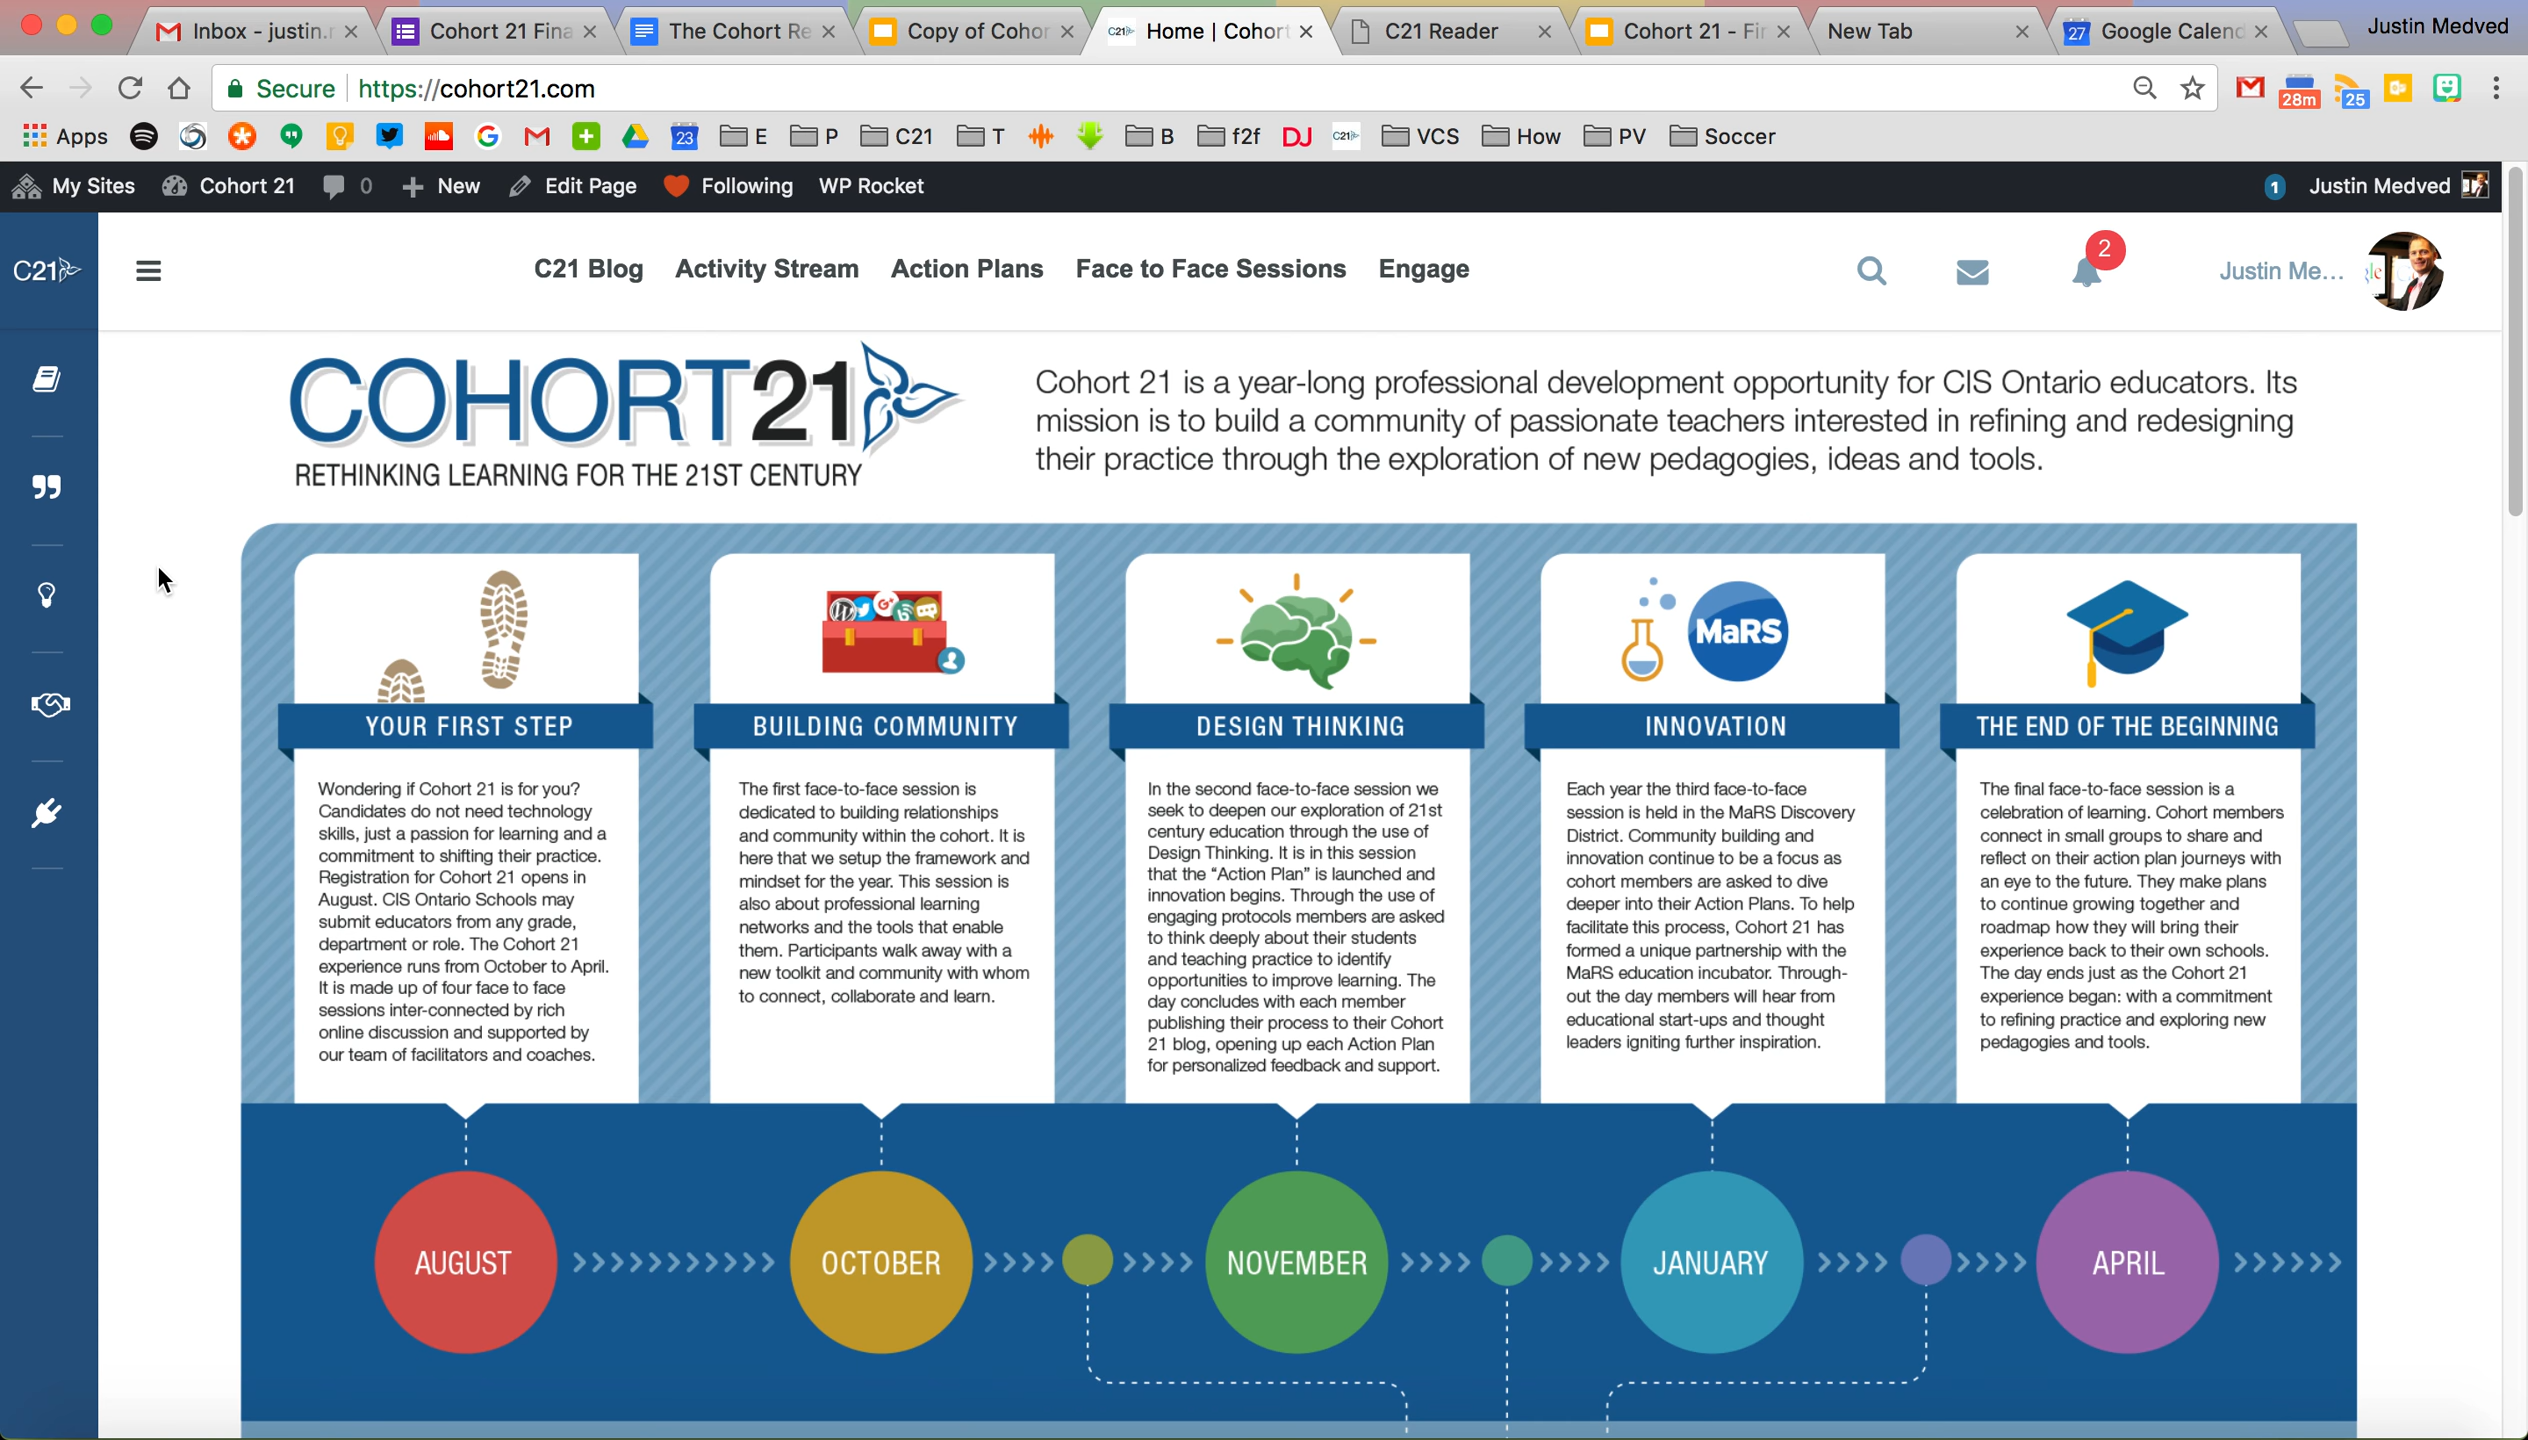 Inbox - justin.
Cohort 21 Fina
The Cohort Re
Copy of Cohor
Home | Cohort
C21 Reader
Cohort 21 - Fi
New Tab
27
Google Calend
Justin Medved
Secure
https://cohort21.com
28m
25
Apps
23
E
P
C21
T
B
f2f
DJ
C21
VCS
How
PV
Soccer
My Sites
Cohort 21
0
New
Edit Page
Following
WP Rocket
1
Justin Medved
C21
C21 Blog
Activity Stream
Action Plans
Face to Face Sessions
Engage
2
Justin Me...
COHORT21
RETHINKING LEARNING FOR THE 21ST CENTURY
Cohort 21 is a year-long professional development opportunity for CIS Ontario educators. Its
mission is to build a community of passionate teachers interested in refining and redesigning
their practice through the exploration of new pedagogies, ideas and tools.
YOUR FIRST STEP
Wondering if Cohort 21 is for you?
Candidates do not need technology
skills, just a passion for learning and a
commitment to shifting their practice.
Registration for Cohort 21 opens in
August. CIS Ontario Schools may
submit educators from any grade,
department or role. The Cohort 21
experience runs from October to April.
It is made up of four face to face
sessions inter-connected by rich
online discussion and supported by
our team of facilitators and coaches.
BUILDING COMMUNITY
The first face-to-face session is
dedicated to building relationships
and community within the cohort. It is
here that we setup the framework and
mindset for the year. This session is
also about professional learning
networks and the tools that enable
them. Participants walk away with a
new toolkit and community with whom
to connect, collaborate and learn.
DESIGN THINKING
In the second face-to-face session we
seek to deepen our exploration of 21st
century education through the use of
Design Thinking. It is in this session
that the “Action Plan” is launched and
innovation begins. Through the use of
engaging protocols members are asked
to think deeply about their students
and teaching practice to identify
opportunities to improve learning. The
day concludes with each member
publishing their process to their Cohort
21 blog, opening up each Action Plan
for personalized feedback and support.
MaRS
INNOVATION
Each year the third face-to-face
session is held in the MaRS Discovery
District. Community building and
innovation continue to be a focus as
cohort members are asked to dive
deeper into their Action Plans. To help
facilitate this process, Cohort 21 has
formed a unique partnership with the
MaRS education incubator. Through-
out the day members will hear from
educational start-ups and thought
leaders igniting further inspiration.
THE END OF THE BEGINNING
The final face-to-face session is a
celebration of learning. Cohort members
connect in small groups to share and
reflect on their action plan journeys with
an eye to the future. They make plans
to continue growing together and
roadmap how they will bring their
experience back to their own schools.
The day ends just as the Cohort 21
experience began: with a commitment
to refining practice and exploring new
pedagogies and tools.
AUGUST
OCTOBER
NOVEMBER
JANUARY
APRIL